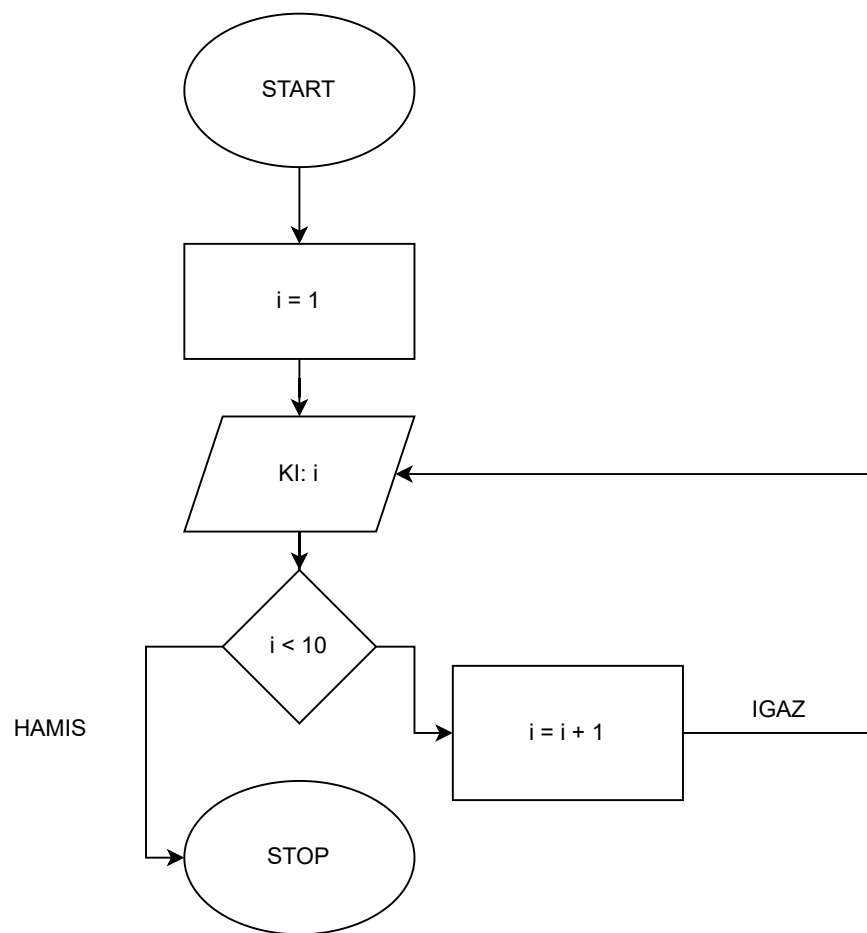 START
i = 1
KI: i
i < 10
HAMIS
i = i + 1
IGAZ
STOP